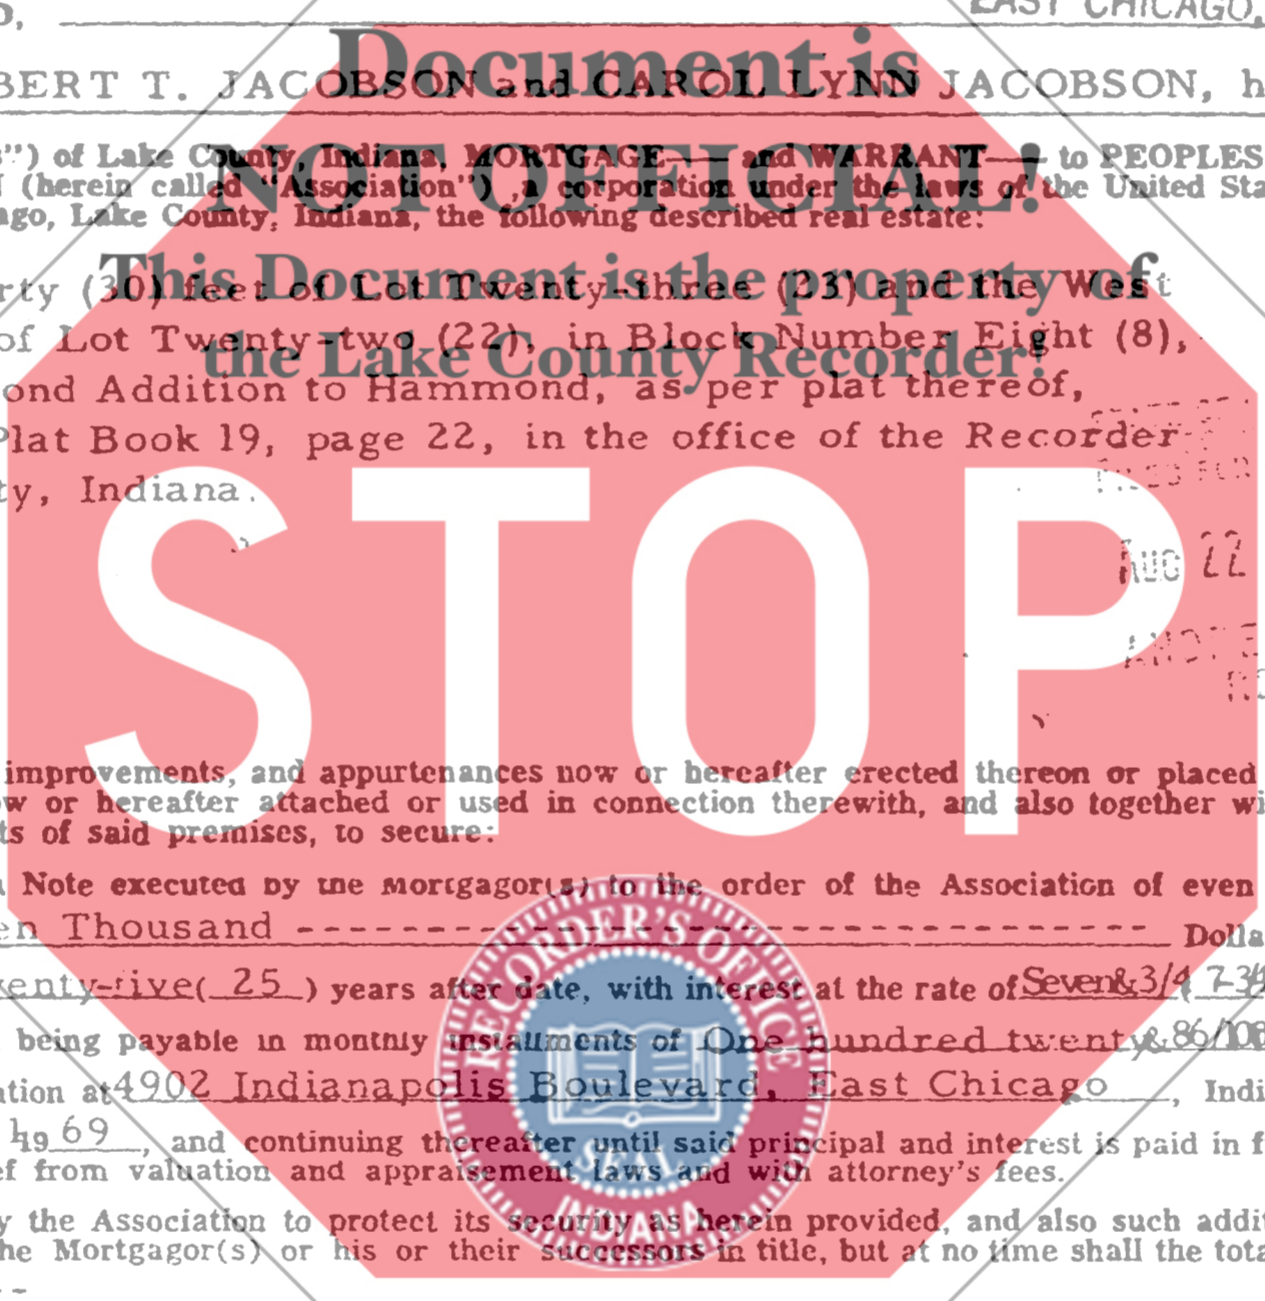 EAST CHICAGO,
Document is
BERT T. JACOBSON and CAROL LYNN JACOBSON, h
") of Lake County, Indiana, MORTGAGE— and WARRANT— to PEOPLES
NOT OFFICIAL!
(herein called "Association"), a corporation under the laws of the United Sta
ago, Lake County, Indiana, the following described real estate:
This Document is the property of
rty (30) feet of Lot Twenty-three (23) and the West
of Lot Twenty-two (22), in Block Number Eight (8),
the Lake County Recorder!
ond Addition to Hammond, as per plat thereof,
Plat Book 19, page 22, in the office of the Recorder
ty, Indiana.
STOP
AUG 22
improvements, and appurtenances now or hereafter erected thereon or placed
ow or hereafter attached or used in connection therewith, and also together wi
ts of said premises, to secure:
Note executed by the Mortgagor(s) to the order of the Association of even
en Thousand ---------------------------------- Dolla
enty-five( 25 ) years after date, with interest at the rate of Seven&3/4 ( 7-3/4
being payable in monthly installments of One hundred twenty&86/100
ation at 4902 Indianapolis Boulevard, East Chicago, Indi
1969, and continuing thereafter until said principal and interest is paid in f
ef from valuation and appraisement laws and with attorney's fees.
y the Association to protect its security as herein provided, and also such addit
he Mortgagor(s) or his or their successors in title, but at no time shall the tota
RECORDER'S OFFICE
SEAL
INDIANA